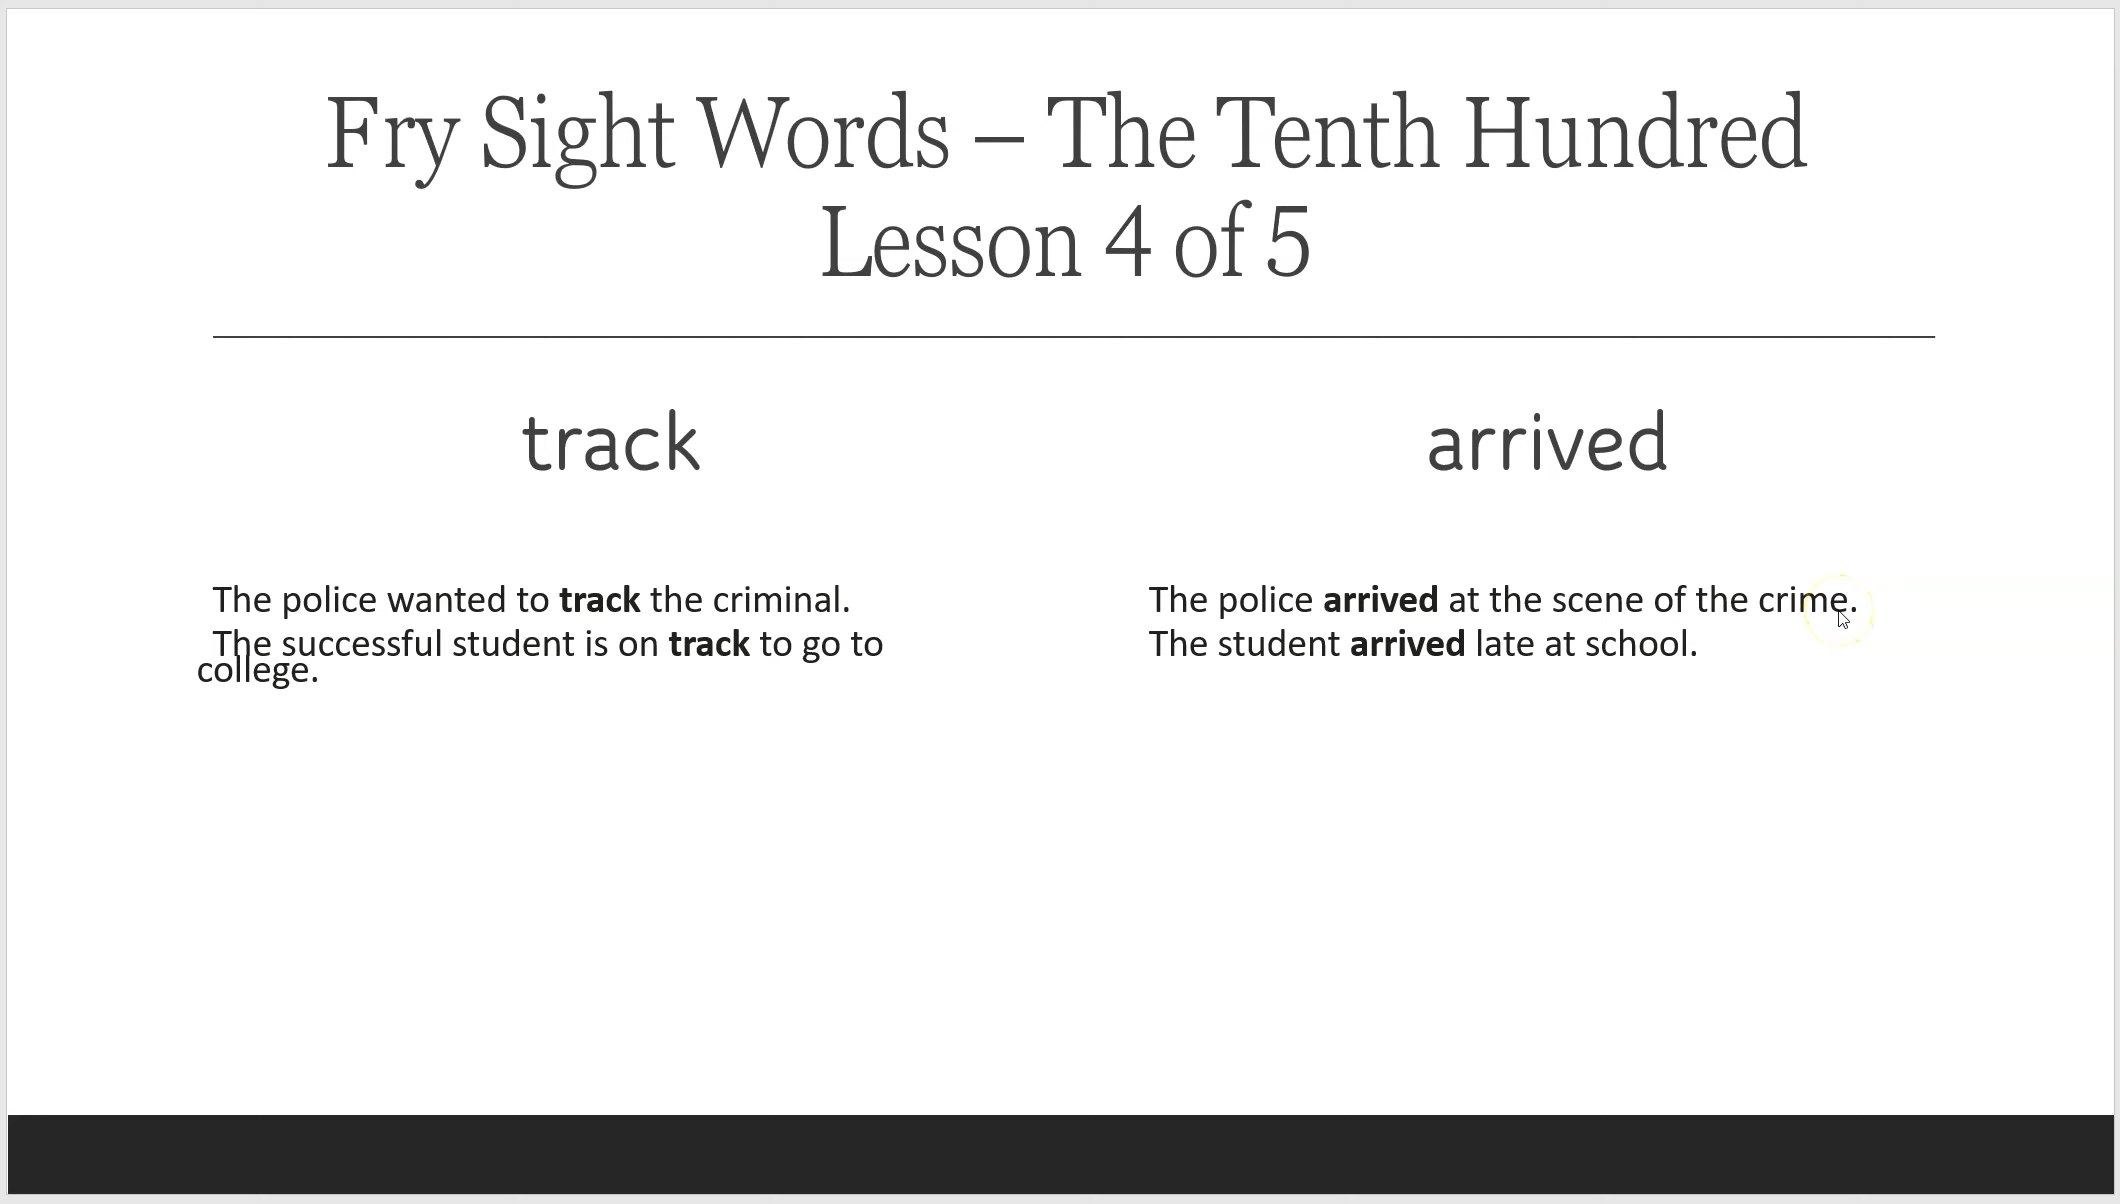 Fry Sight Words – The Tenth Hundred
Lesson 4 of 5
track
The police wanted to track the criminal.
The successful student is on track to go to
college.
arrived
The police arrived at the scene of the crime.
The student arrived late at school.